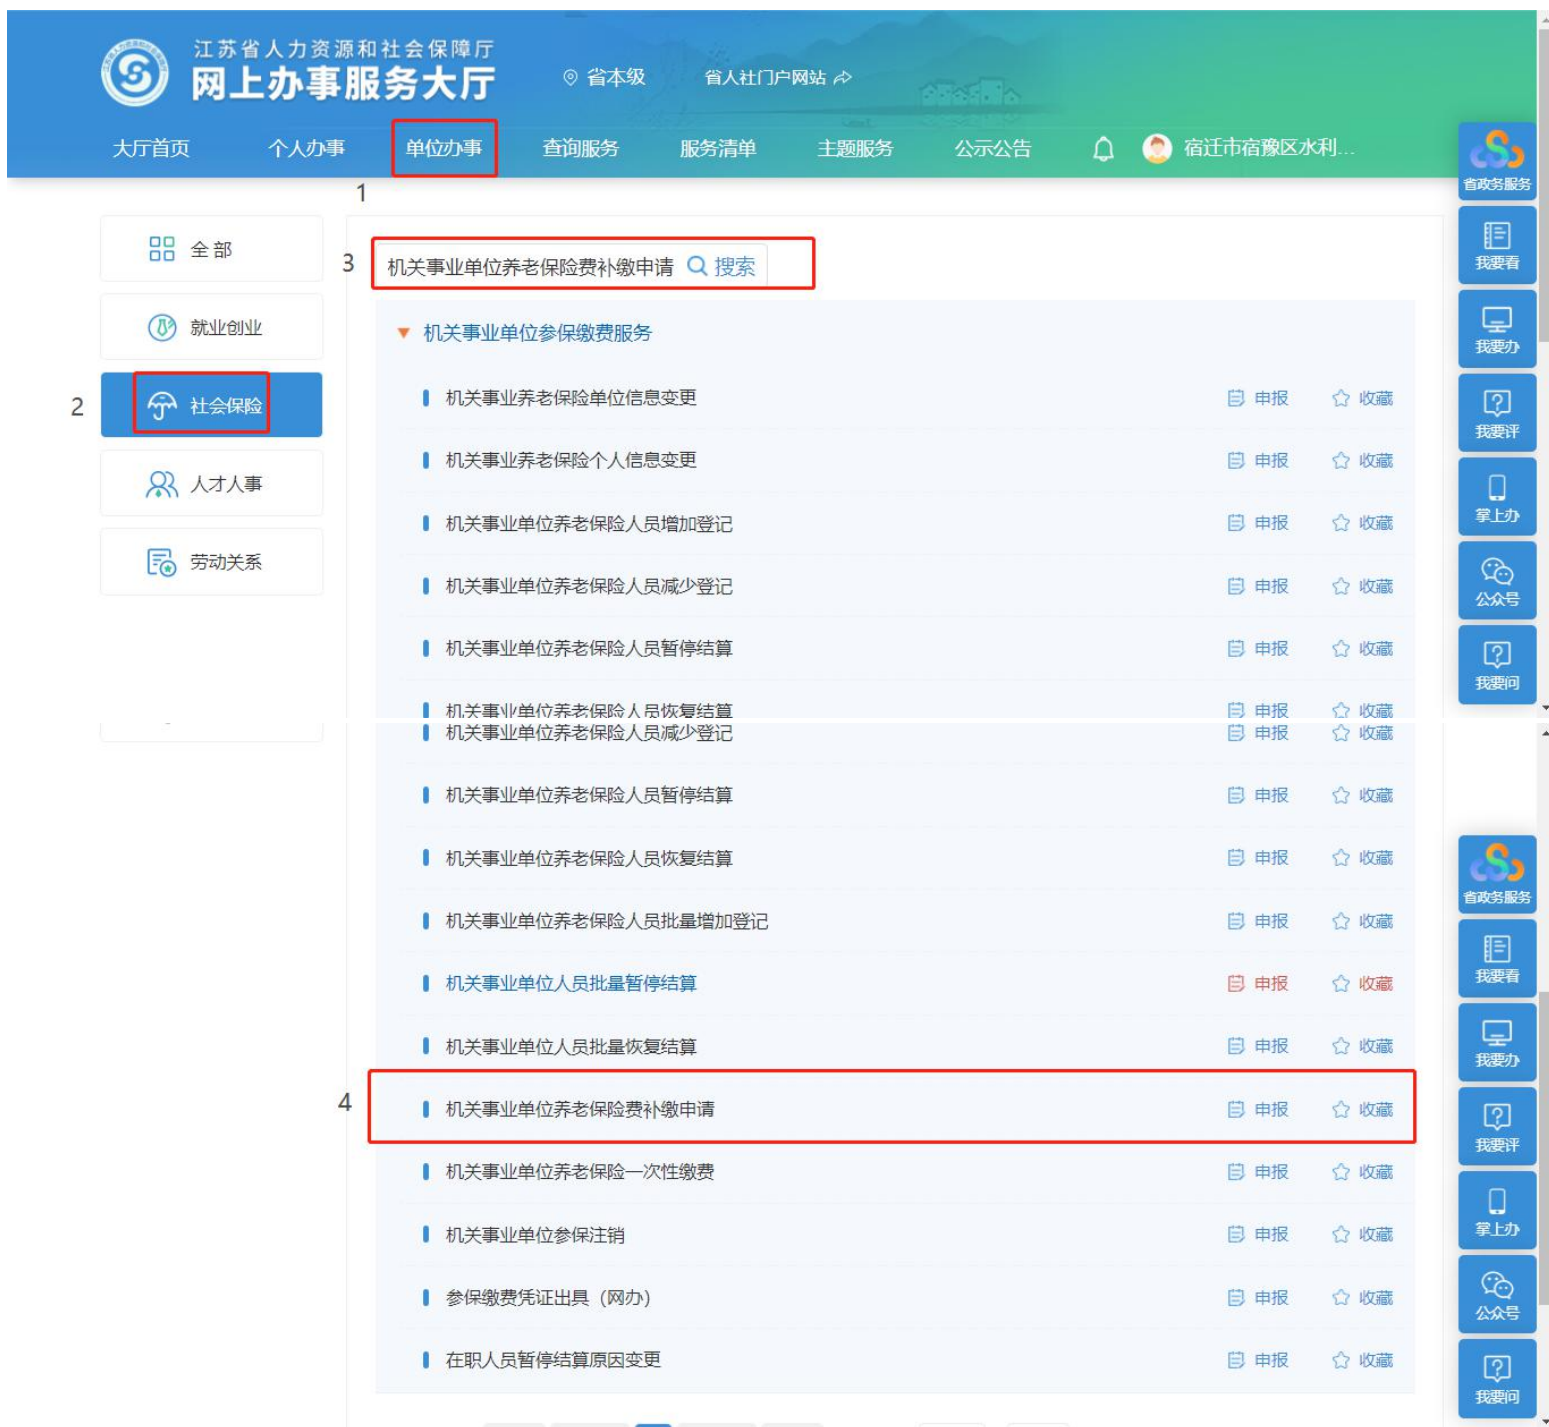 江苏省人力资源和社会保障厅
网上办事服务大厅
省本级
省人社门户网站
大厅首页
个人办事
单位办事
查询服务
服务清单
主题服务
公示公告
宿迁市宿豫区水利...
1
全部
就业创业
2
社会保险
人才人事
劳动关系
3
机关事业单位养老保险费补缴申请 搜索
机关事业单位参保缴费服务
机关事业养老保险单位信息变更 申报 收藏
机关事业养老保险个人信息变更 申报 收藏
机关事业单位养老保险人员增加登记 申报 收藏
机关事业单位养老保险人员减少登记 申报 收藏
机关事业单位养老保险人员暂停结算 申报 收藏
机关事业单位养老保险人员恢复结算 申报 收藏
机关事业单位养老保险人员减少登记 申报 收藏
机关事业单位养老保险人员暂停结算 申报 收藏
机关事业单位养老保险人员恢复结算 申报 收藏
机关事业单位养老保险人员批量增加登记 申报 收藏
机关事业单位人员批量暂停结算 申报 收藏
机关事业单位人员批量恢复结算 申报 收藏
4
机关事业单位养老保险费补缴申请 申报 收藏
机关事业单位养老保险一次性缴费 申报 收藏
机关事业单位参保注销 申报 收藏
参保缴费凭证出具（网办） 申报 收藏
在职人员暂停结算原因变更 申报 收藏
省政务服务
我要看
我要办
我要评
掌上办
公众号
我要问
省政务服务
我要看
我要办
我要评
掌上办
公众号
我要问